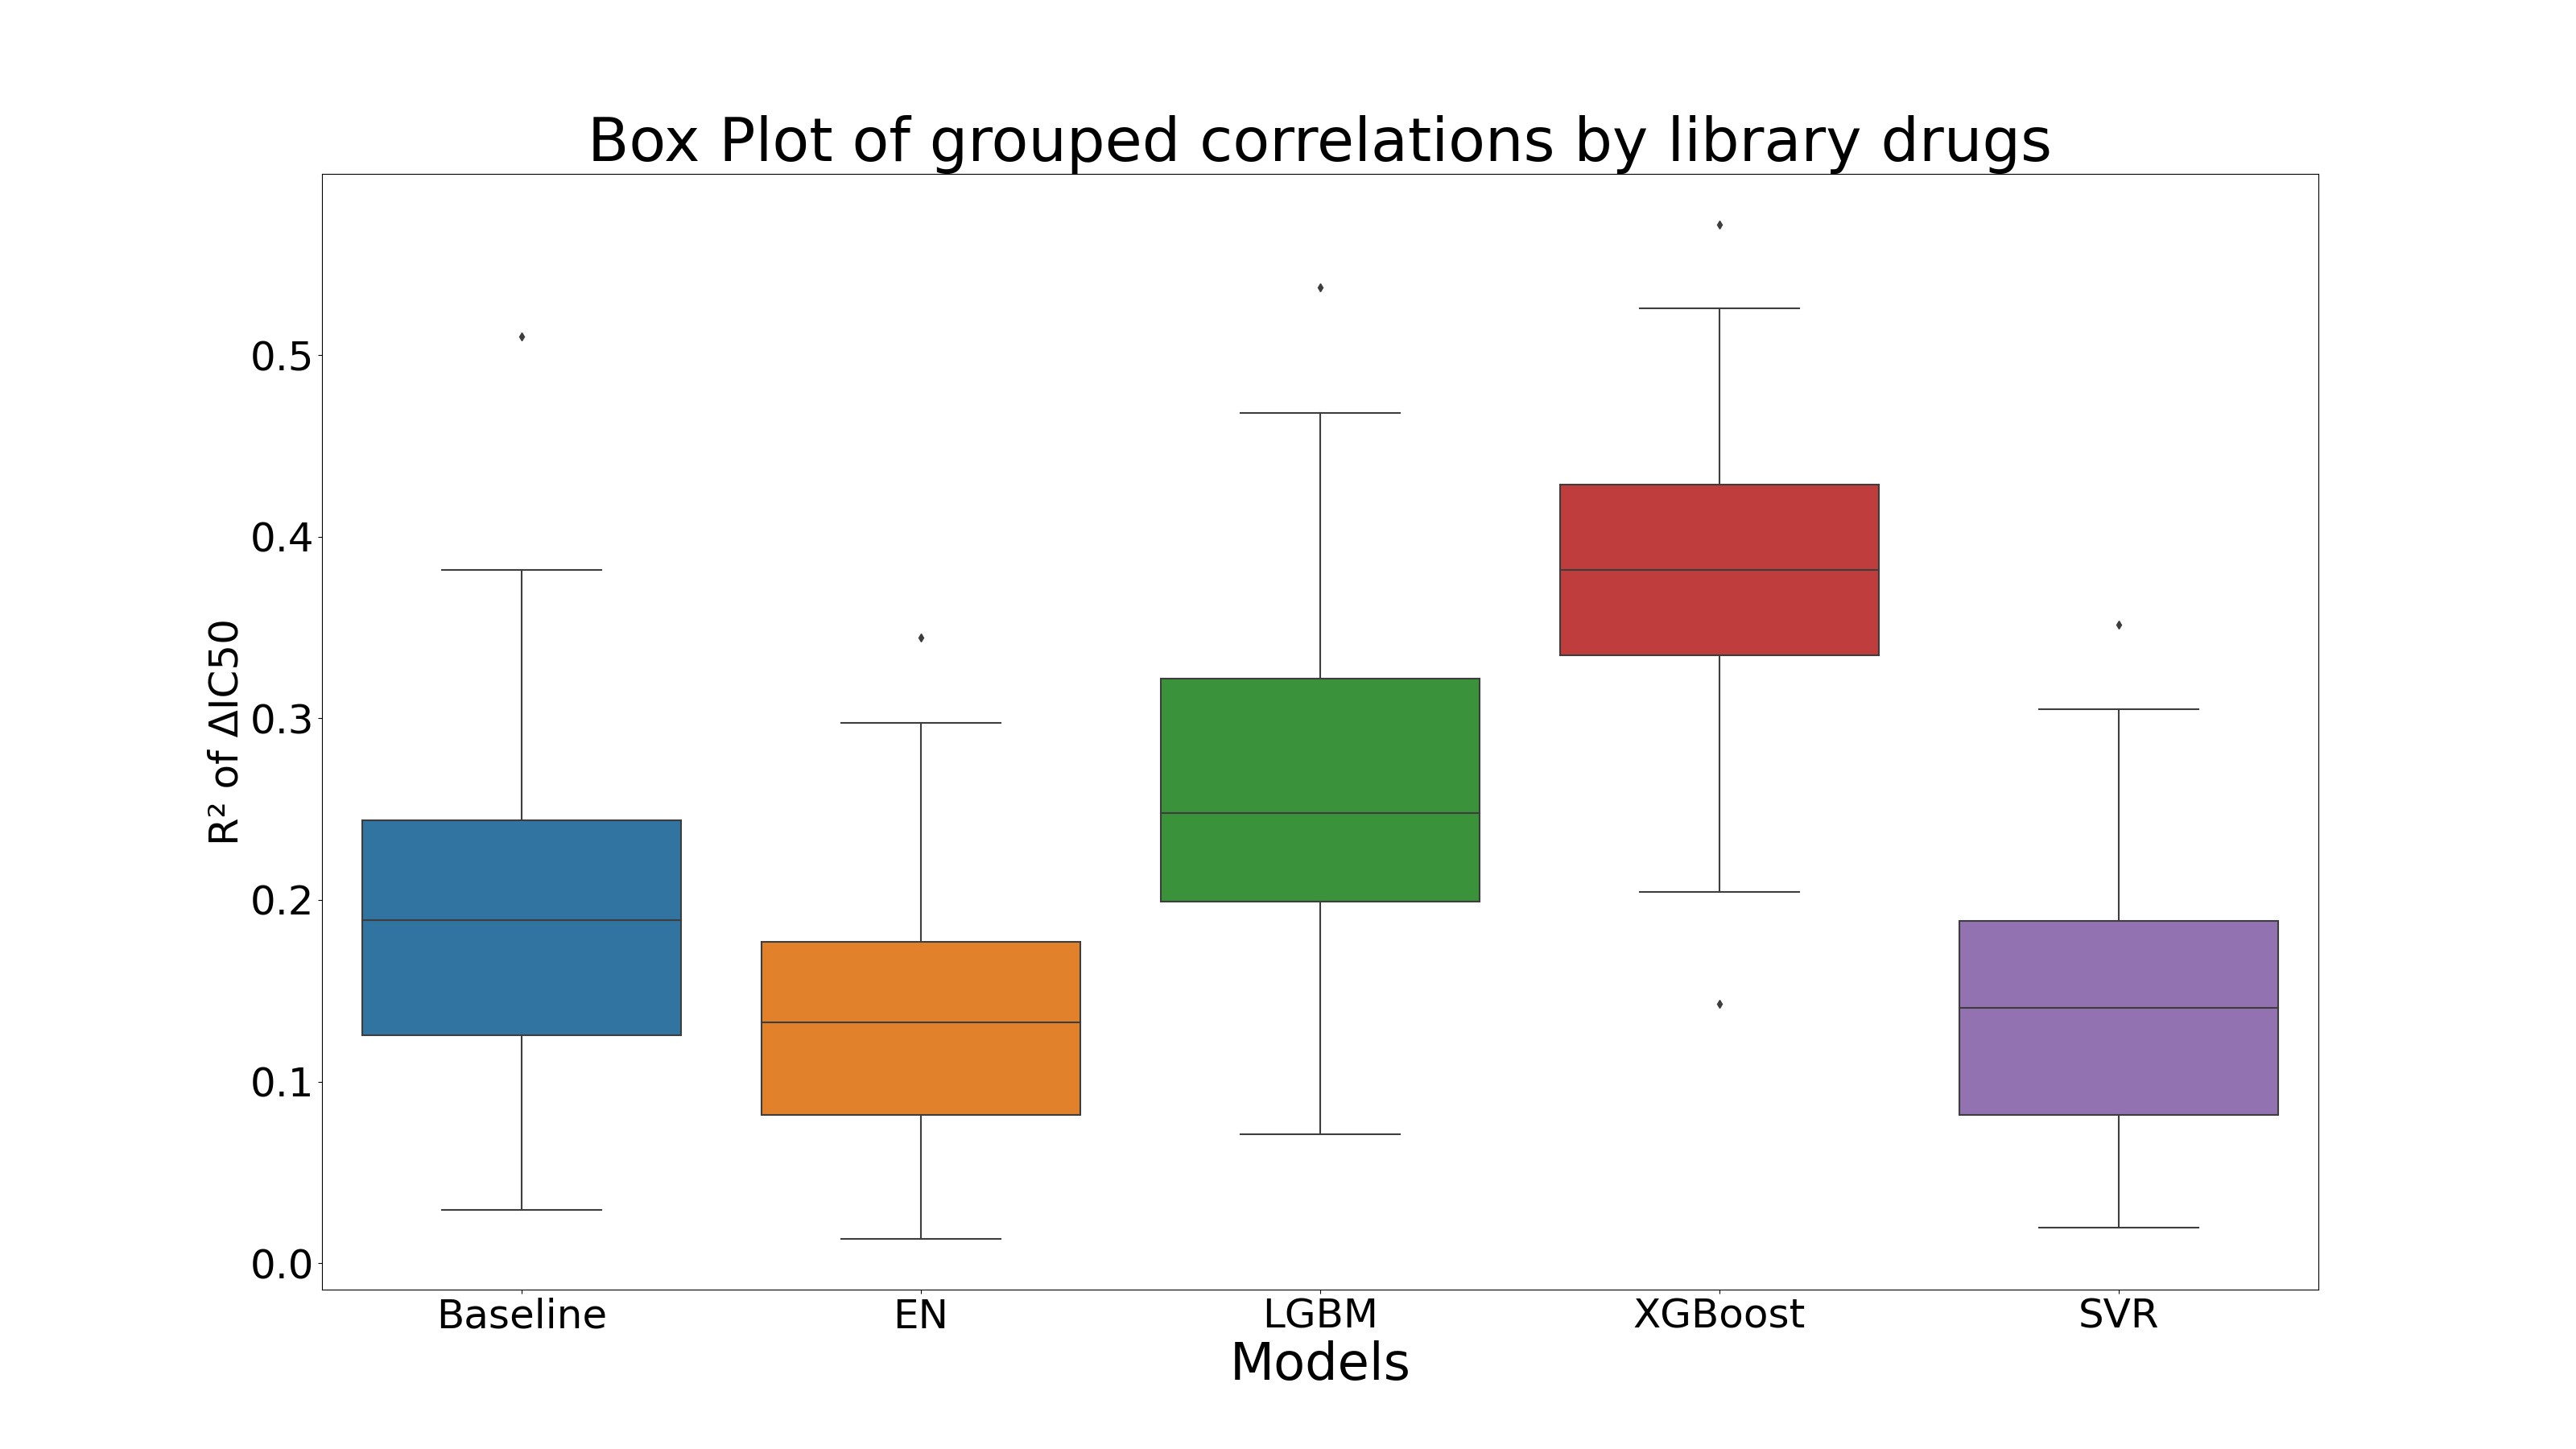 Box Plot of grouped correlations by library drugs
R² of ΔIC50
0.5
0.4
0.3
0.2
0.1
0.0
Baseline EN LGBM XGBoost SVR
Models